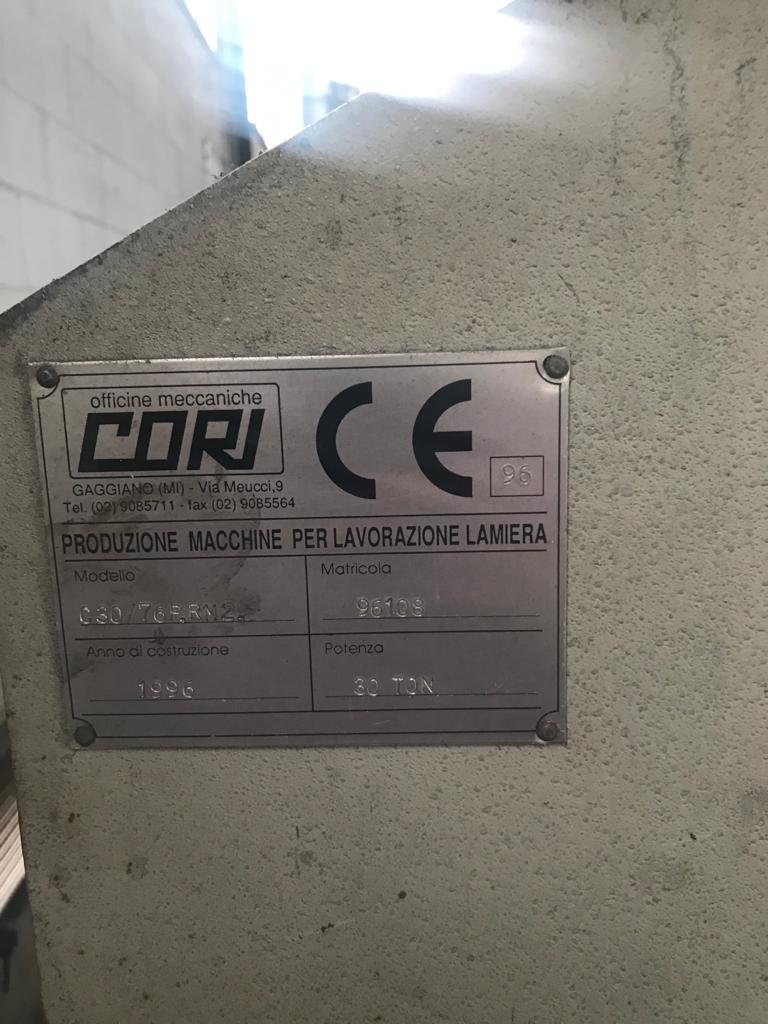 officine meccaniche
CORI
GAGGIANO (MI) - Via Meucci,9
Tel. (02) 9085711 - fax (02) 9085564
CE
96
PRODUZIONE MACCHINE PER LAVORAZIONE LAMIERA
Modello
Matricola
96108
Anno di costruzione
Potenza
1996
30 TON